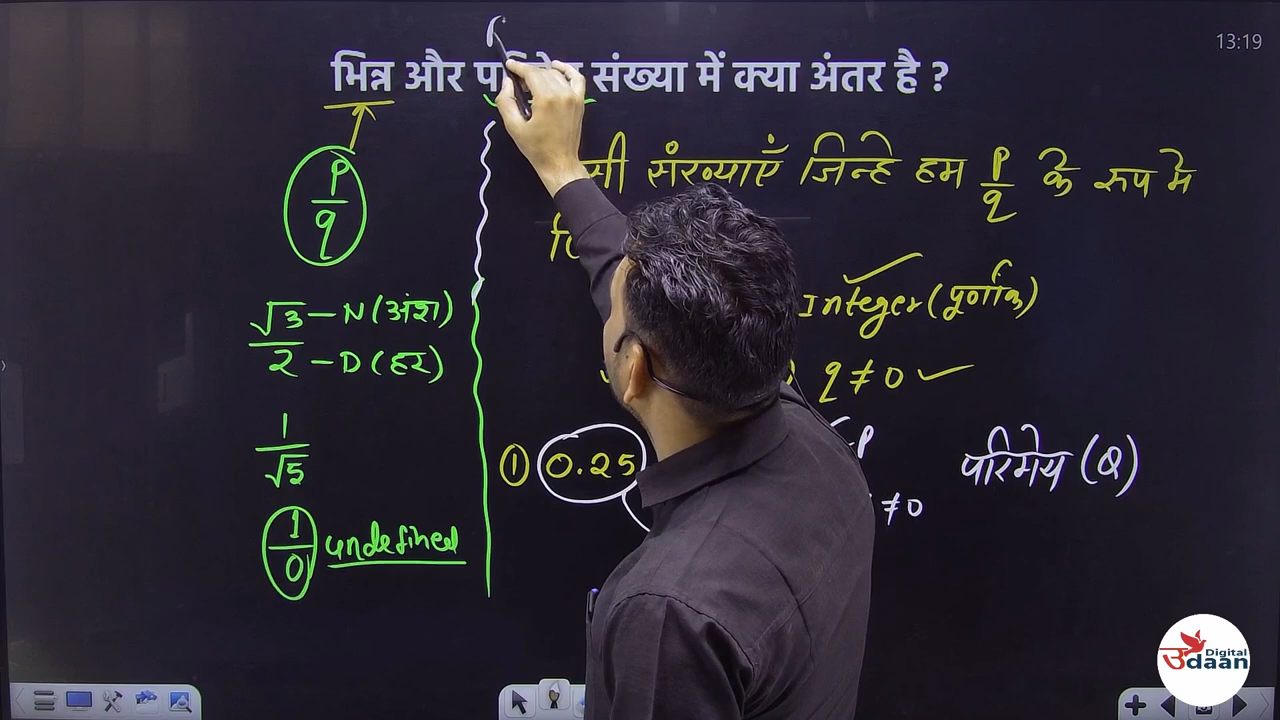 13:19
भिन्न और संख्या में क्या अंतर है ?
p/q
सी संख्याएँ जिन्हे हम p/q के रूप मे
√3 — N (अंश)
2 — D (हर)
Integer (पूर्णांक)
q ≠ 0 ✓
1/√5
① 0.25
p
≠ 0
परिमेय (Q)
1/0 undefined
Digital
उdaan